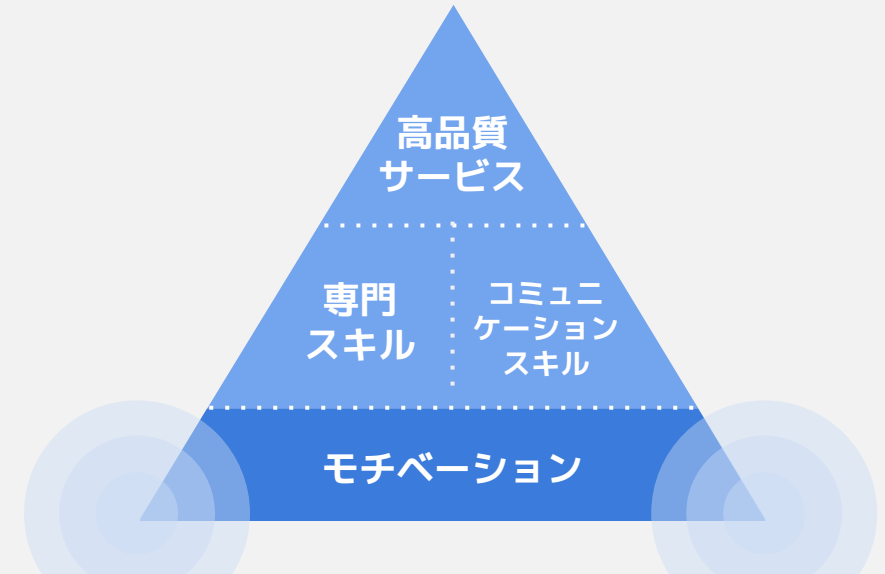 高品質
サービス
専門
スキル
コミュニ
ケーション
スキル
モチベーション